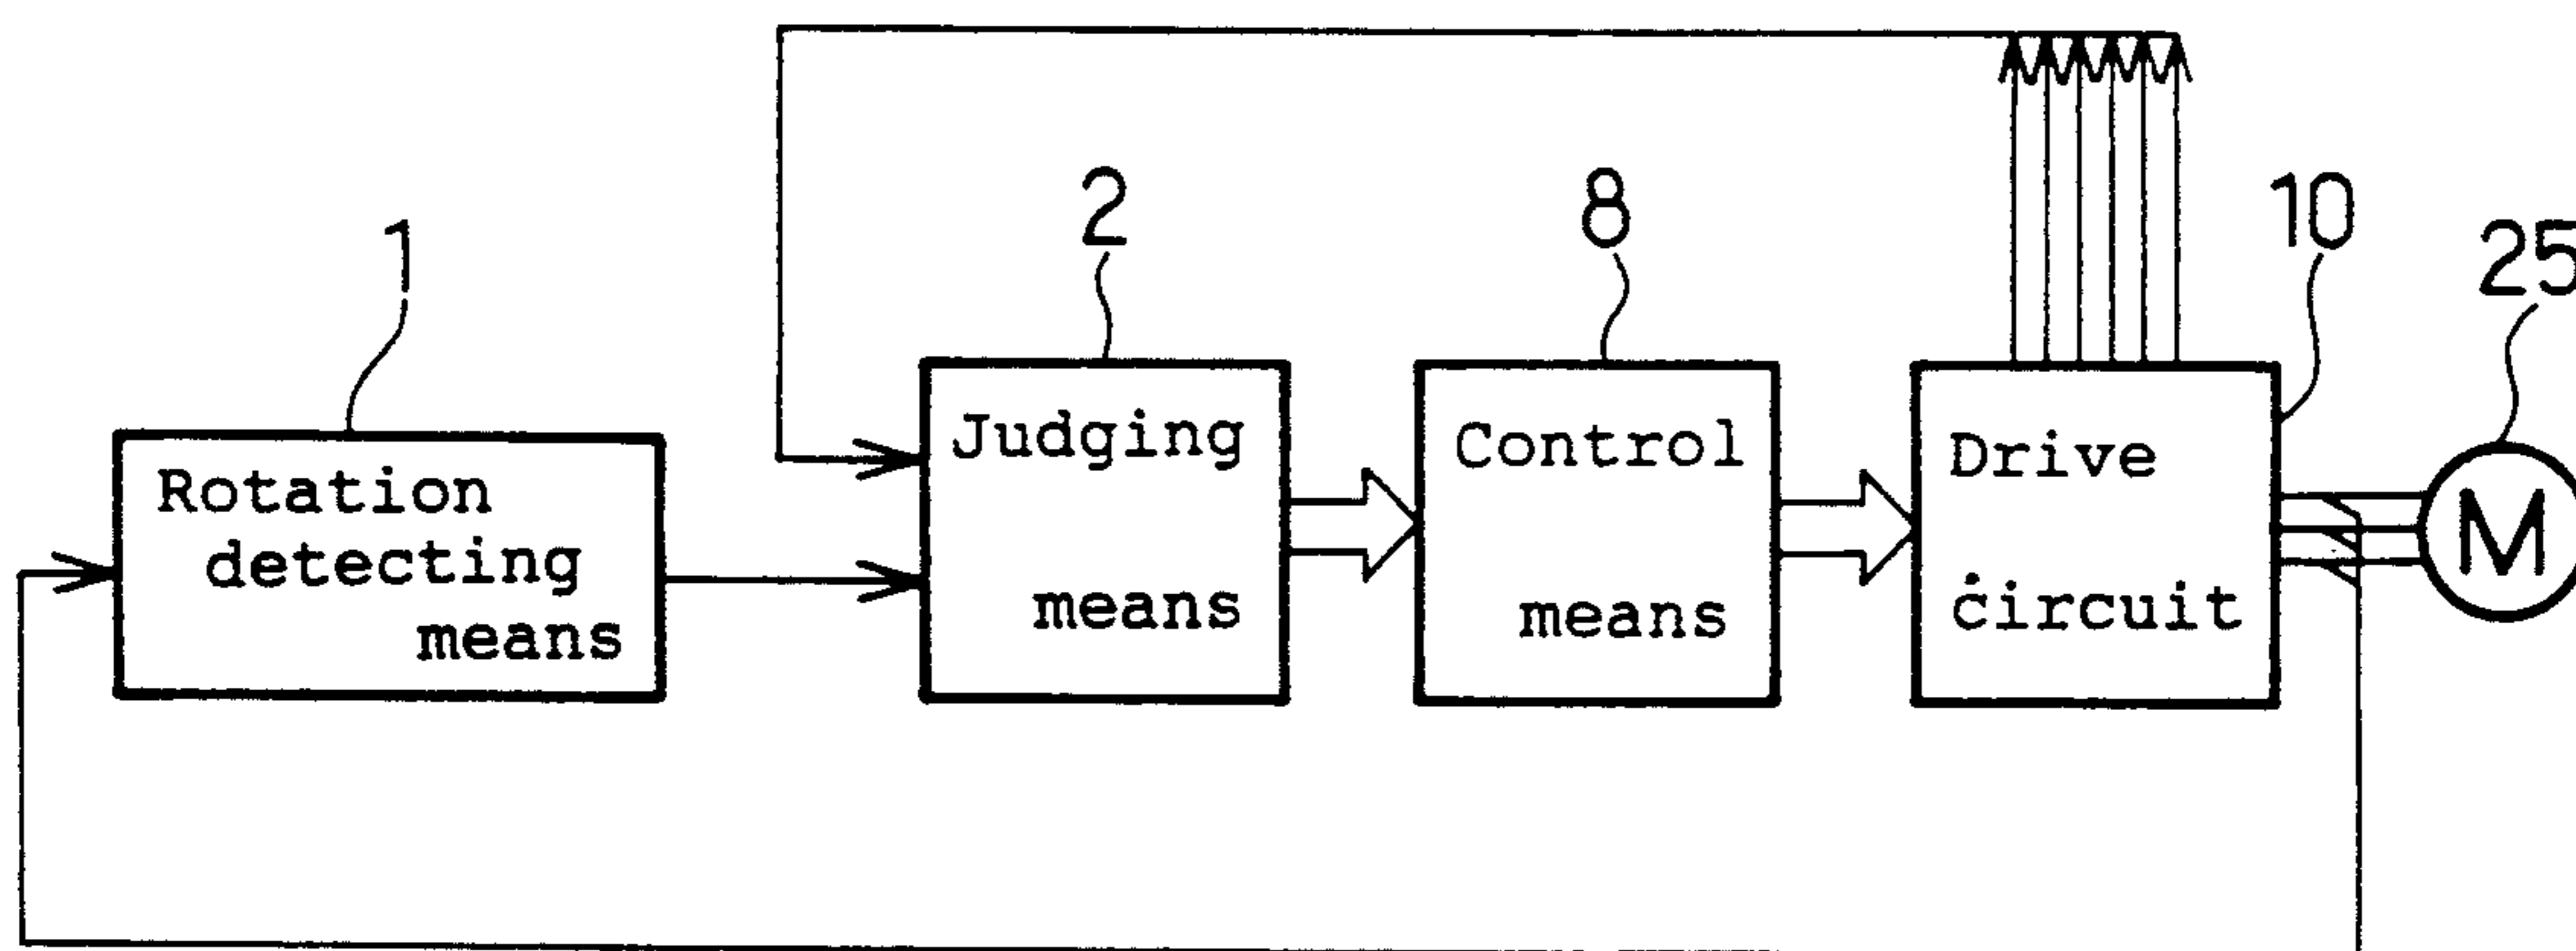 1
2
8
10
25
Rotation
detecting
means
Judging
means
Control
means
Drive
circuit
M